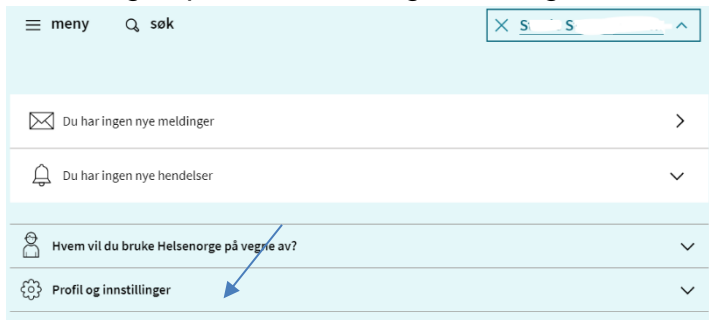 meny søk S S
Du har ingen nye meldinger
Du har ingen nye hendelser
Hvem vil du bruke Helsenorge på vegne av?
Profil og innstillinger